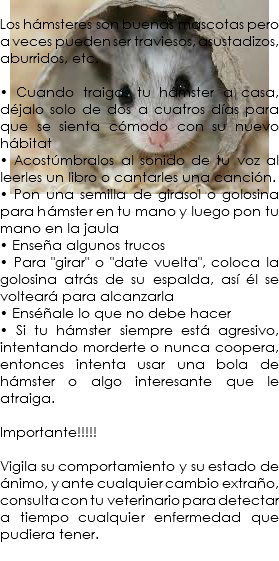 Los hámsteres son buenas mascotas pero
a veces pueden ser traviesos, asustadizos,
aburridos, etc.
• Cuando traigas tu hámster a casa,
déjalo solo de dos a cuatros días para
que se sienta cómodo con su nuevo
hábitat
• Acostúmbralos al sonido de tu voz al
leerles un libro o cantarles una canción.
• Pon una semilla de girasol o golosina
para hámster en tu mano y luego pon tu
mano en la jaula
• Enseña algunos trucos
• Para "girar" o "date vuelta", coloca la
golosina atrás de su espalda, así él se
volteará para alcanzarla
• Enséñale lo que no debe hacer
• Si tu hámster siempre está agresivo,
intentando morderte o nunca coopera,
entonces intenta usar una bola de
hámster o algo interesante que le
atraiga.
Importante!!!!!
Vigila su comportamiento y su estado de
ánimo, y ante cualquier cambio extraño,
consulta con tu veterinario para detectar
a tiempo cualquier enfermedad que
pudiera tener.